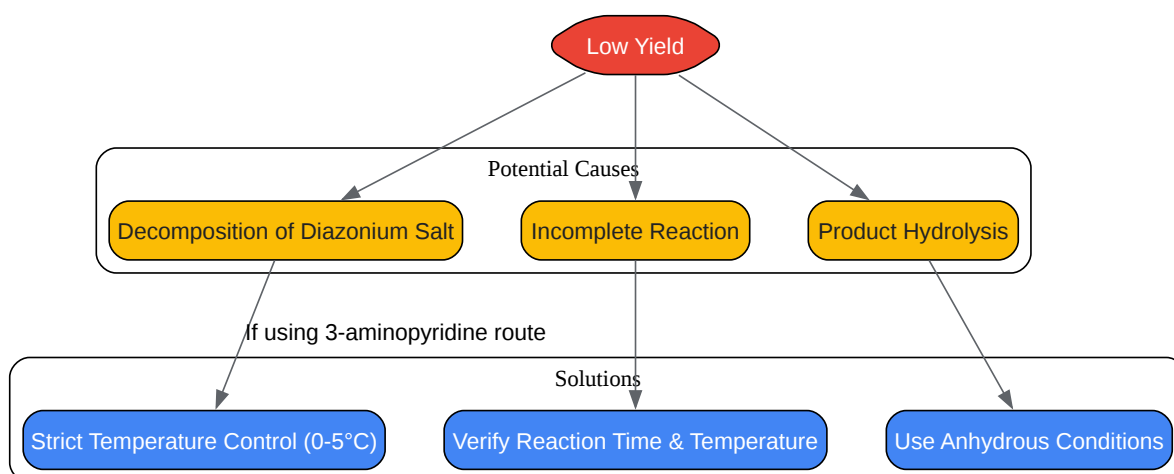 Low Yield
Potential Causes
Decomposition of Diazonium Salt
Incomplete Reaction
Product Hydrolysis
If using 3-aminopyridine route
Solutions
Strict Temperature Control (0-5°C)
Verify Reaction Time & Temperature
Use Anhydrous Conditions